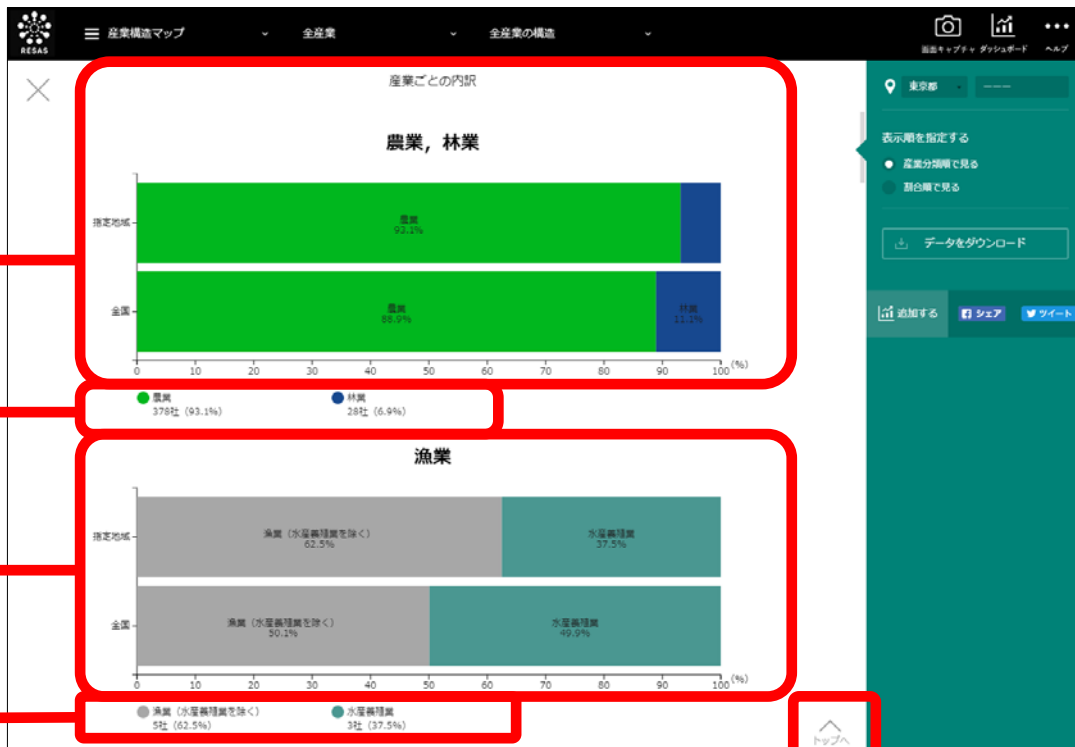 RESAS
産業構造マップ
全産業
全産業の構造
画面キャプチャ ダッシュボード ヘルプ
産業ごとの内訳
農業，林業
指定地域
農業
93.1%
全国
農業
88.9%
林業
11.1%
0 10 20 30 40 50 60 70 80 90 100 (%)
農業
378社 (93.1%)
林業
28社 (6.9%)
漁業
指定地域
漁業（水産養殖業を除く）
62.5%
水産養殖業
37.5%
全国
漁業（水産養殖業を除く）
50.1%
水産養殖業
49.9%
0 10 20 30 40 50 60 70 80 90 100 (%)
漁業（水産養殖業を除く）
5社 (62.5%)
水産養殖業
3社 (37.5%)
トップへ
東京都
---
表示順を指定する
産業分類順で見る
割合順で見る
データをダウンロード
追加する
シェア
ツイート